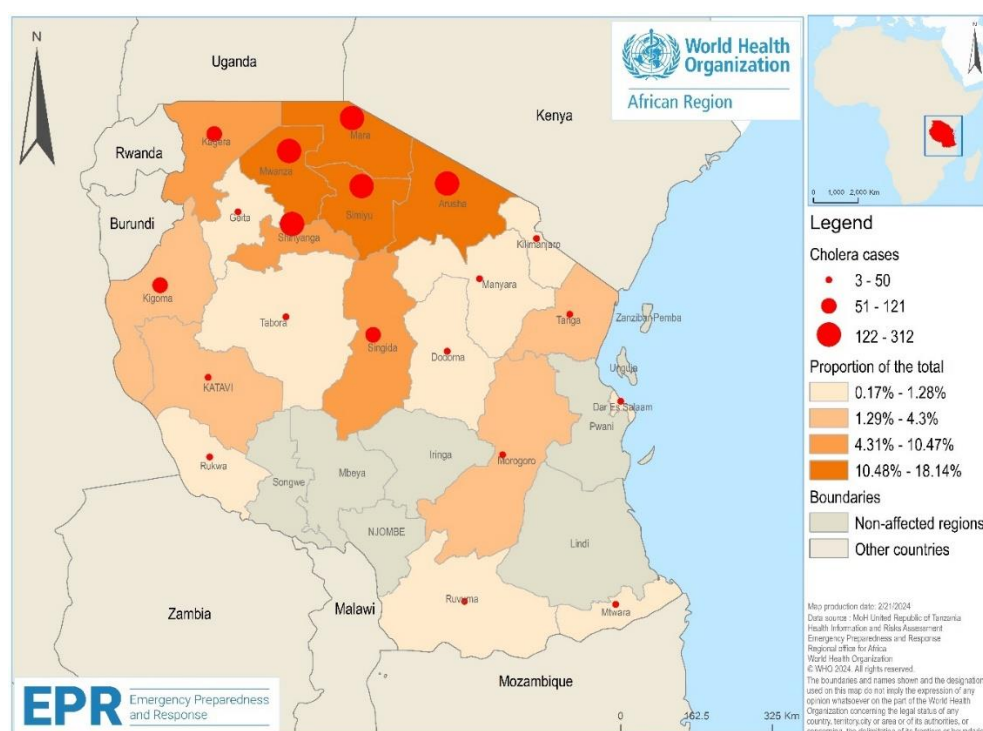 N
Uganda
World Health
Organization
African Region
Kenya
Rwanda
Burundi
Kagera
Mwanza
Mara
Simiyu
Arusha
Geita
Shinyanga
Kilimanjaro
Kigoma
Manyara
Tabora
Singida
Dodoma
Tanga
Zanzibar-Pemba
Unguja
KATAVI
Dar Es Salaam
Pwani
Rukwa
Morogoro
Iringa
Mbeya
Songwe
NJOMBE
Lindi
Ruvuma
Mtwara
Zambia
Malawi
Mozambique
EPR Emergency Preparedness
and Response
0 162.5 325 Km
N
0 1,000 2,000 Km
Legend
Cholera cases
3 - 50
51 - 121
122 - 312
Proportion of the total
0.17% - 1.28%
1.29% - 4.3%
4.31% - 10.47%
10.48% - 18.14%
Boundaries
Non-affected regions
Other countries
Map production date: 2/21/2024
Data source : MoH United Republic of Tanzania
Health Information and Risks Assessment
Emergency Preparedness and Response
Regional office for Africa
World Health Organization
© WHO 2024. All rights reserved.
The boundaries and names shown and the designation
used on this map do not imply the expression of any
opinion whatsoever on the part of the World Health
Organization concerning the legal status of any
country, territory,city or area or of its authorities, or